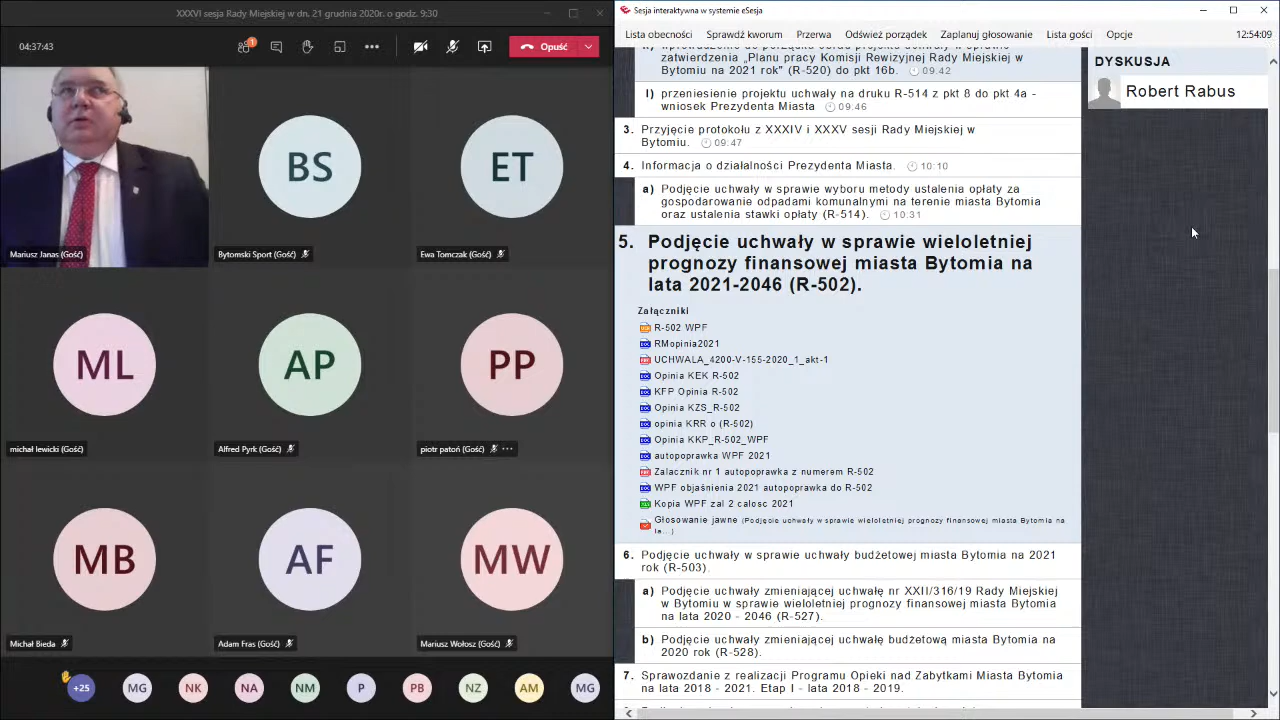 XXXVI sesja Rady Miejskiej w dn. 21 grudnia 2020r. o godz. 9:30
04:37:43
1
Opuść
Mariusz Janas (Gość)
BS
Bytomski Sport (Gość)
ET
Ewa Tomczak (Gość)
ML
michał lewicki (Gość)
AP
Alfred Pyrk (Gość)
PP
piotr patoń (Gość)
MB
Michał Bieda
AF
Adam Fras (Gość)
MW
Mariusz Wołosz (Gość)
+25
MG
NK
NA
NM
P
PB
NZ
AM
MG
Sesja interaktywna w systemie eSesja
Lista obecności Sprawdź kworum Przerwa Odśwież porządek Zaplanuj głosowanie Lista gości Opcje 12:54:09
k) wprowadzenie do porządku obrad projektu uchwały w sprawie
zatwierdzenia „Planu pracy Komisji Rewizyjnej Rady Miejskiej w
Bytomiu na 2021 rok" (R-520) do pkt 16b. 09:42
l) przeniesienie projektu uchwały na druku R-514 z pkt 8 do pkt 4a -
wniosek Prezydenta Miasta 09:46
3. Przyjęcie protokołu z XXXIV i XXXV sesji Rady Miejskiej w
Bytomiu. 09:47
4. Informacja o działalności Prezydenta Miasta. 10:10
a) Podjęcie uchwały w sprawie wyboru metody ustalenia opłaty za
gospodarowanie odpadami komunalnymi na terenie miasta Bytomia
oraz ustalenia stawki opłaty (R-514). 10:31
5. Podjęcie uchwały w sprawie wieloletniej
prognozy finansowej miasta Bytomia na
lata 2021-2046 (R-502).
Załączniki
R-502 WPF
RMopinia2021
UCHWALA_4200-V-155-2020_1_akt-1
Opinia KEK R-502
KFP Opinia R-502
Opinia KZS_R-502
opinia KRR o (R-502)
Opinia KKP_R-502_WPF
autopoprawka WPF 2021
Zalacznik nr 1 autopoprawka z numerem R-502
WPF objaśnienia 2021 autopoprawka do R-502
Kopia WPF zal 2 calosc 2021
Głosowanie jawne (Podjęcie uchwały w sprawie wieloletniej prognozy finansowej miasta Bytomia na
la...)
6. Podjęcie uchwały w sprawie uchwały budżetowej miasta Bytomia na 2021
rok (R-503).
a) Podjęcie uchwały zmieniającej uchwałę nr XXII/316/19 Rady Miejskiej
w Bytomiu w sprawie wieloletniej prognozy finansowej miasta Bytomia
na lata 2020 - 2046 (R-527).
b) Podjęcie uchwały zmieniającej uchwałę budżetową miasta Bytomia na
2020 rok (R-528).
7. Sprawozdanie z realizacji Programu Opieki nad Zabytkami Miasta Bytomia
na lata 2018 - 2021. Etap I - lata 2018 - 2019.
DYSKUSJA
Robert Rabus